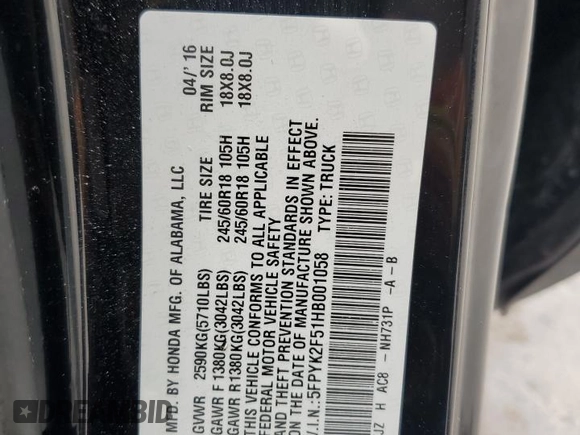 MFD. BY HONDA MFG. OF ALABAMA, LLC 04/' 16
GVWR 2590KG(5710LBS) TIRE SIZE RIM SIZE
GAWR F 1380KG(3042LBS) 245/60R18 105H 18X8.0J
GAWR R1380KG(3042LBS) 245/60R18 105H 18X8.0J
THIS VEHICLE CONFORMS TO ALL APPLICABLE
FEDERAL MOTOR VEHICLE SAFETY
AND THEFT PREVENTION STANDARDS IN EFFECT
ON THE DATE OF MANUFACTURE SHOWN ABOVE.
V.I.N.:5FPYK2F51HB001058 TYPE: TRUCK
JZ H AC8 - NH731P -A-B
AUTOHELPERBOT.COM